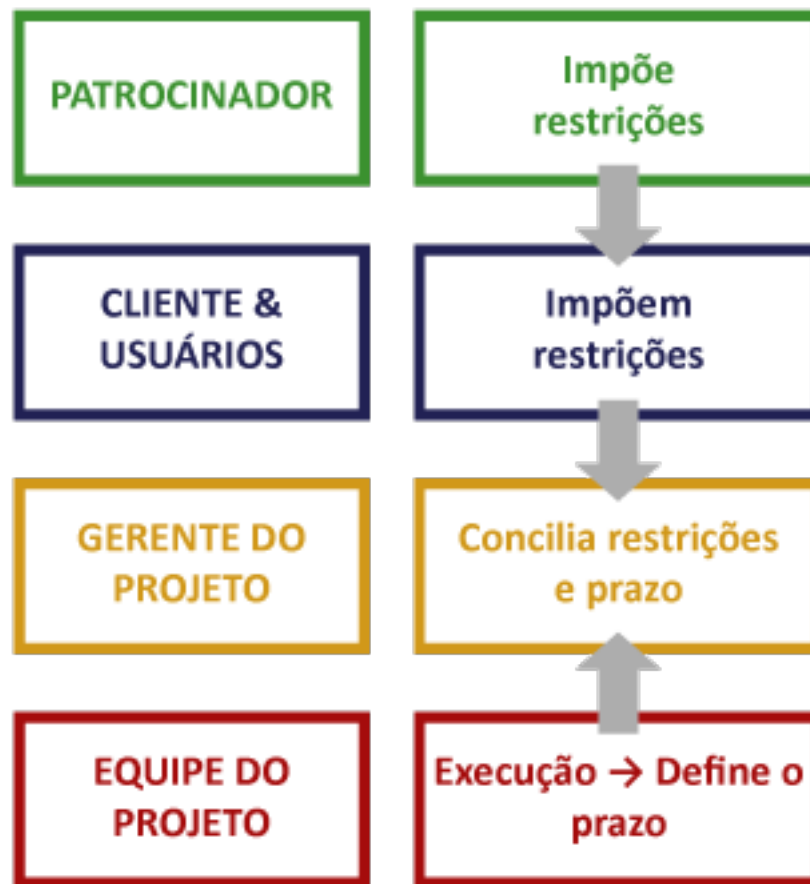 PATROCINADOR
Impõe
restrições
CLIENTE &
USUÁRIOS
Impõem
restrições
GERENTE DO
PROJETO
Concilia restrições
e prazo
EQUIPE DO
PROJETO
Execução → Define o
prazo